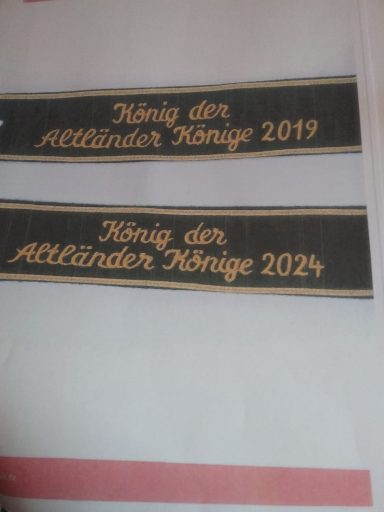 König der
Altländer Könige 2019
König der
Altländer Könige 2024